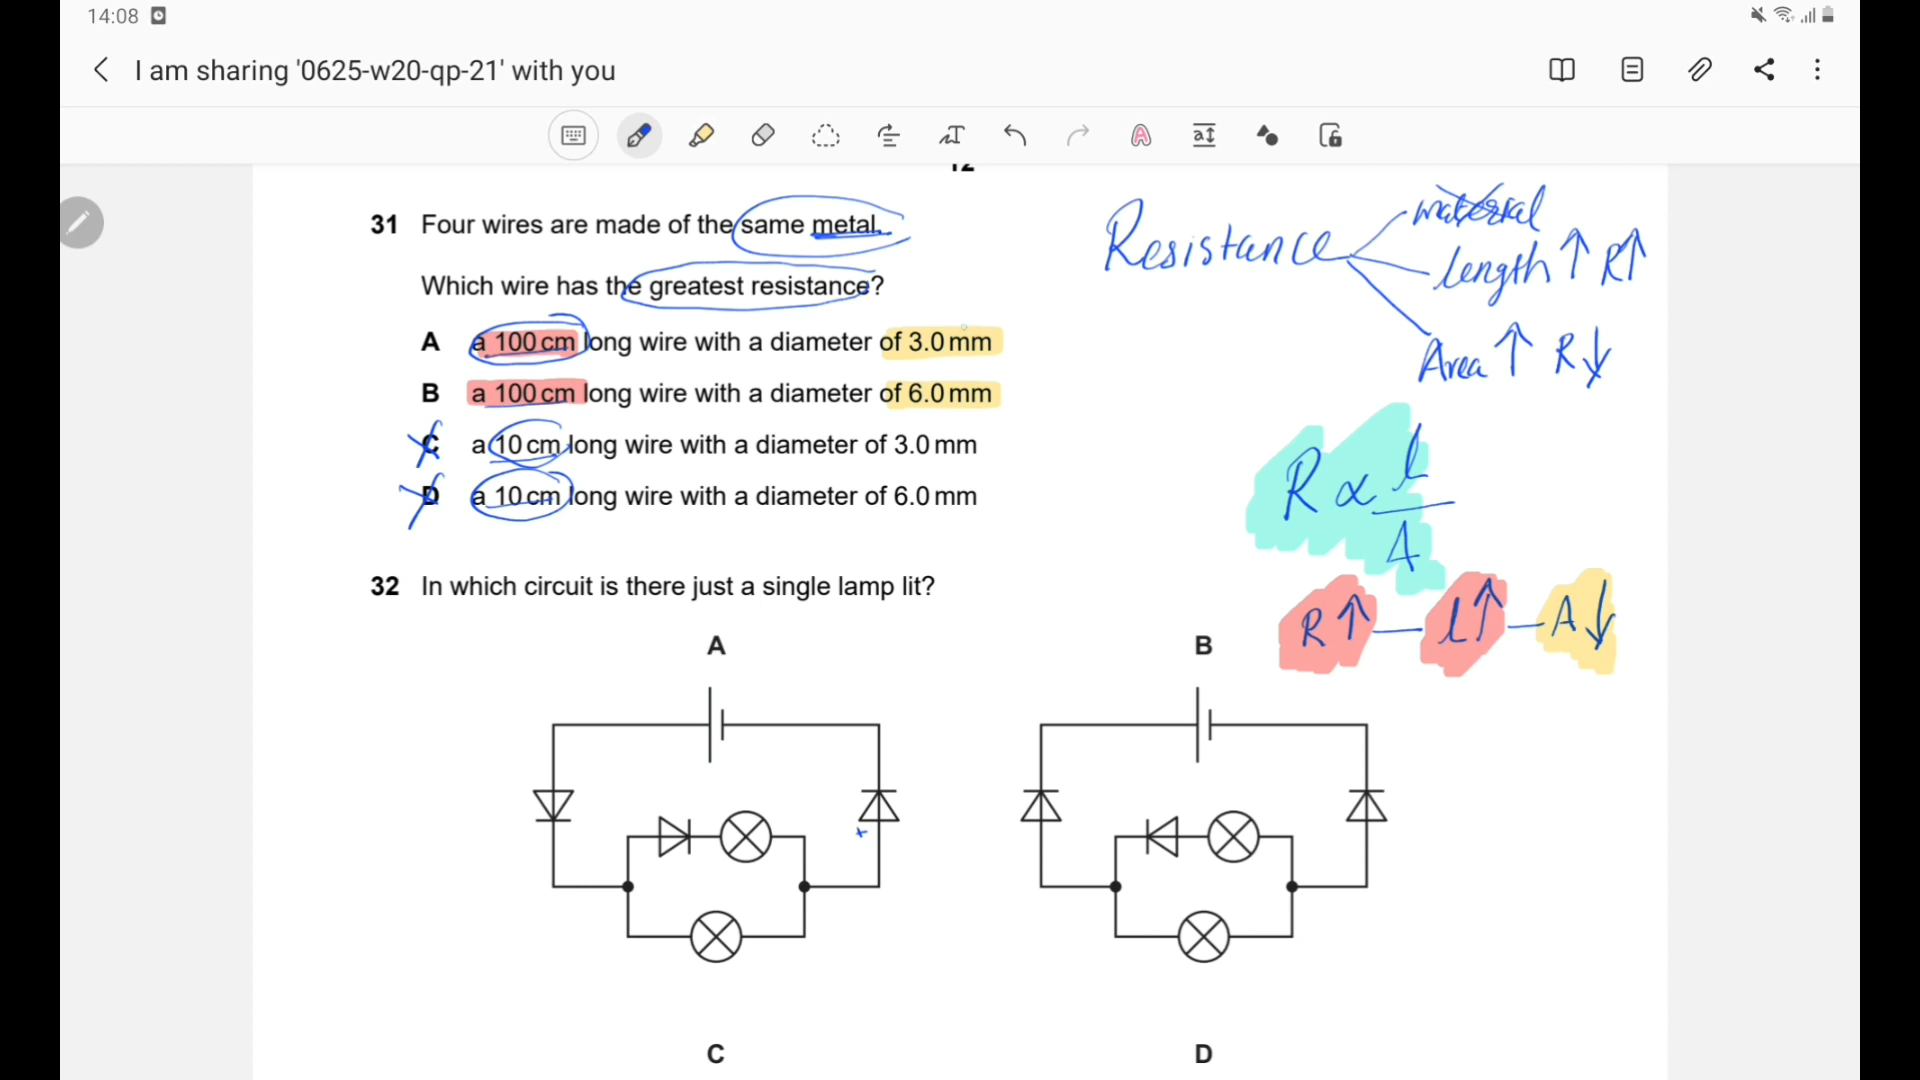 14:08
I am sharing '0625-w20-qp-21' with you
12
31 Four wires are made of the same metal.
Which wire has the greatest resistance?
A a 100 cm long wire with a diameter of 3.0 mm
B a 100 cm long wire with a diameter of 6.0 mm
C a 10 cm long wire with a diameter of 3.0 mm
D a 10 cm long wire with a diameter of 6.0 mm
Resistance
material
length ↑ R↑
Area ↑ R↓
R ∝ l
A
R↑ — l↑ — A↓
32 In which circuit is there just a single lamp lit?
A B
+
C D